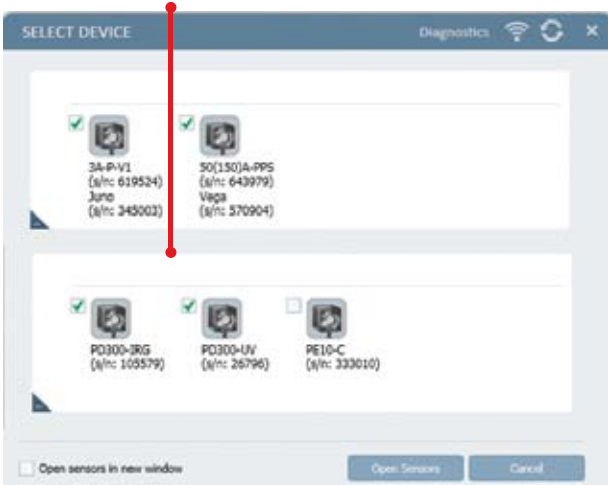 SELECT DEVICE Diagnostics
3A-P-V1
(s/n: 619524)
Juno
(s/n: 345003)
50(150)A-PPS
(s/n: 643979)
Vega
(s/n: 570904)
PD300-IRG
(s/n: 105579)
PD300-UV
(s/n: 26796)
PE10-C
(s/n: 333010)
Open sensors in new window
Open Sensors
Cancel